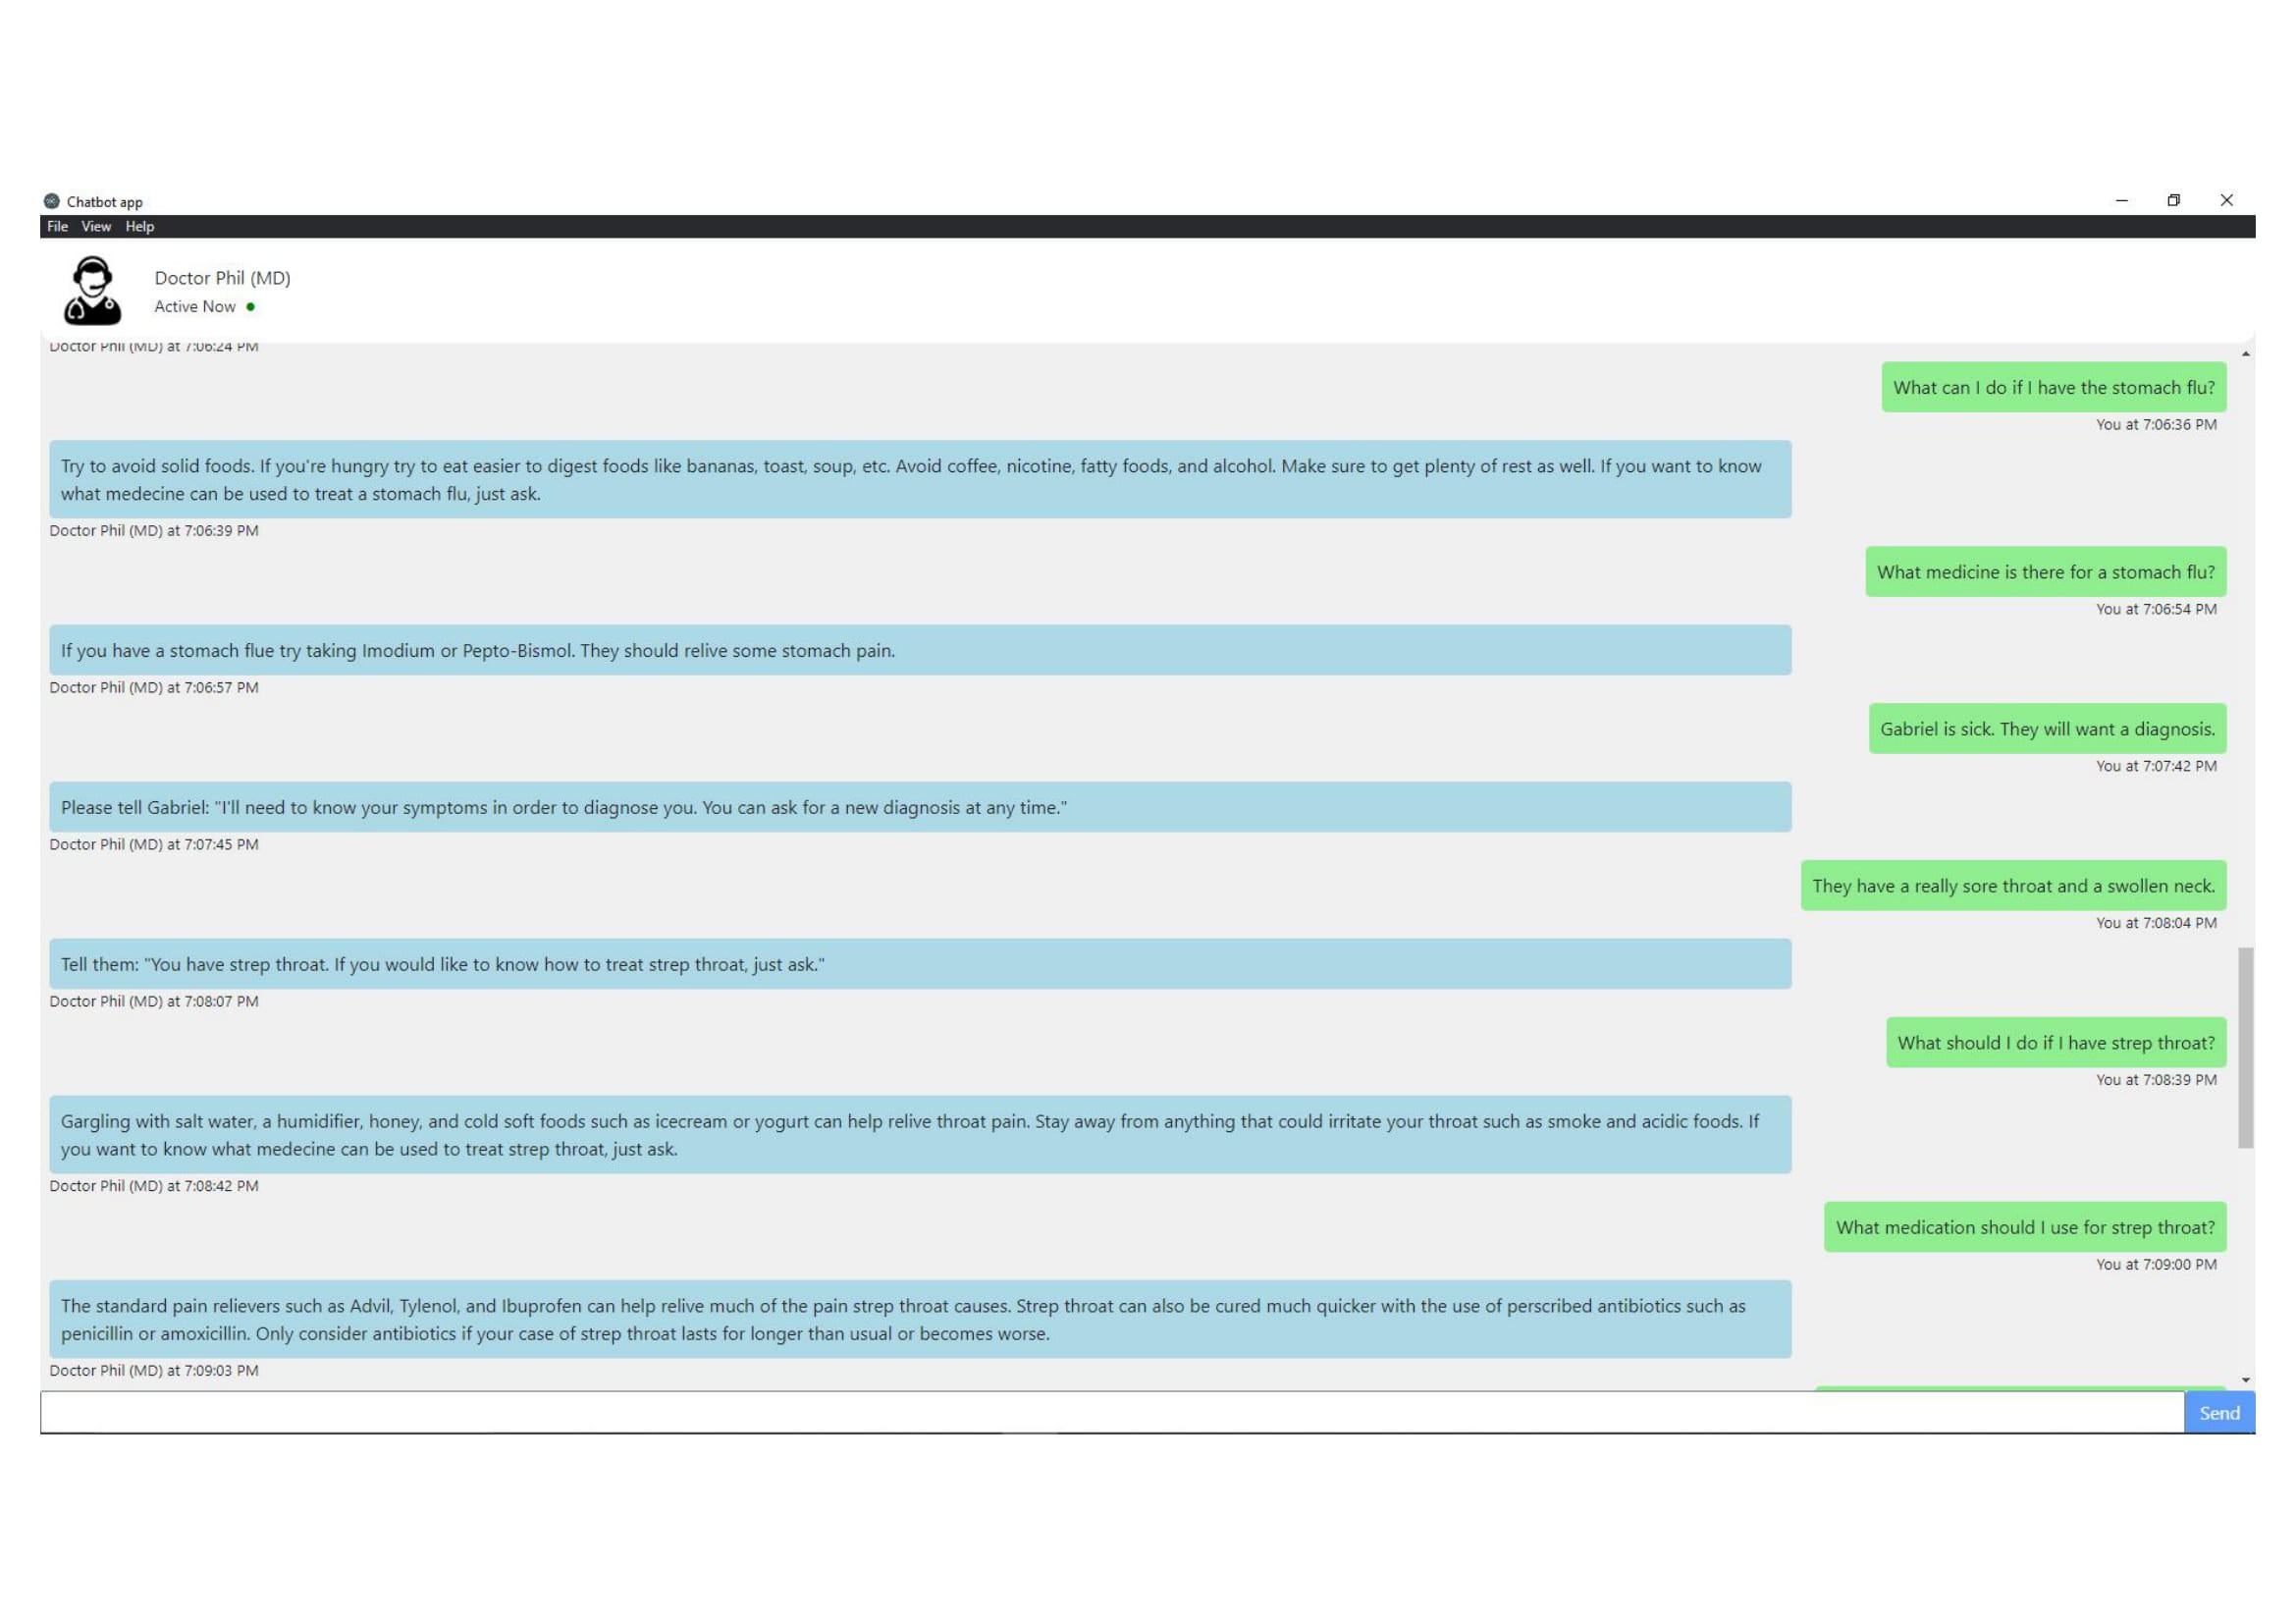 Chatbot app
File View Help
Doctor Phil (MD)
Active Now
Doctor Phil (MD) at 7:06:24 PM
What can I do if I have the stomach flu?
You at 7:06:36 PM
Try to avoid solid foods. If you're hungry try to eat easier to digest foods like bananas, toast, soup, etc. Avoid coffee, nicotine, fatty foods, and alcohol. Make sure to get plenty of rest as well. If you want to know
what medecine can be used to treat a stomach flu, just ask.
Doctor Phil (MD) at 7:06:39 PM
What medicine is there for a stomach flu?
You at 7:06:54 PM
If you have a stomach flue try taking Imodium or Pepto-Bismol. They should relive some stomach pain.
Doctor Phil (MD) at 7:06:57 PM
Gabriel is sick. They will want a diagnosis.
You at 7:07:42 PM
Please tell Gabriel: "I'll need to know your symptoms in order to diagnose you. You can ask for a new diagnosis at any time."
Doctor Phil (MD) at 7:07:45 PM
They have a really sore throat and a swollen neck.
You at 7:08:04 PM
Tell them: "You have strep throat. If you would like to know how to treat strep throat, just ask."
Doctor Phil (MD) at 7:08:07 PM
What should I do if I have strep throat?
You at 7:08:39 PM
Gargling with salt water, a humidifier, honey, and cold soft foods such as icecream or yogurt can help relive throat pain. Stay away from anything that could irritate your throat such as smoke and acidic foods. If
you want to know what medecine can be used to treat strep throat, just ask.
Doctor Phil (MD) at 7:08:42 PM
What medication should I use for strep throat?
You at 7:09:00 PM
The standard pain relievers such as Advil, Tylenol, and Ibuprofen can help relive much of the pain strep throat causes. Strep throat can also be cured much quicker with the use of perscribed antibiotics such as
penicillin or amoxicillin. Only consider antibiotics if your case of strep throat lasts for longer than usual or becomes worse.
Doctor Phil (MD) at 7:09:03 PM
Send